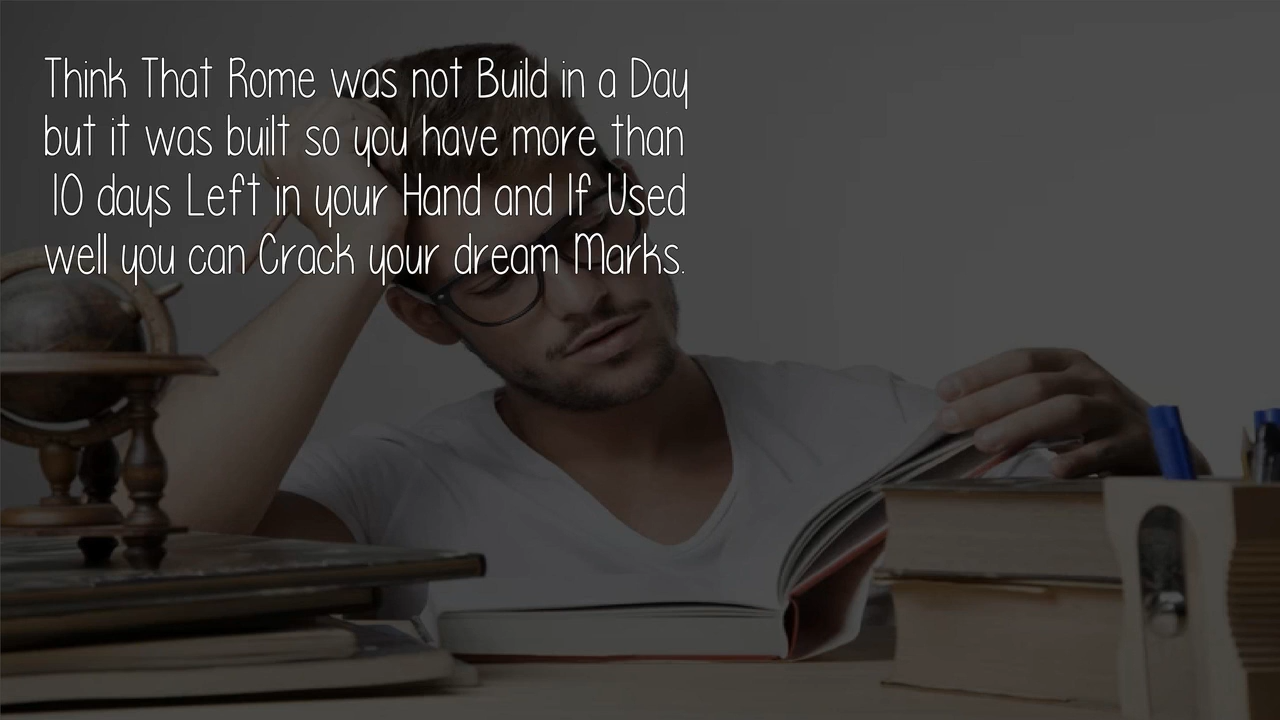 Think That Rome was not Build in a Day
but it was built so you have more than
10 days Left in your Hand and If Used
well you can Crack your dream Marks.